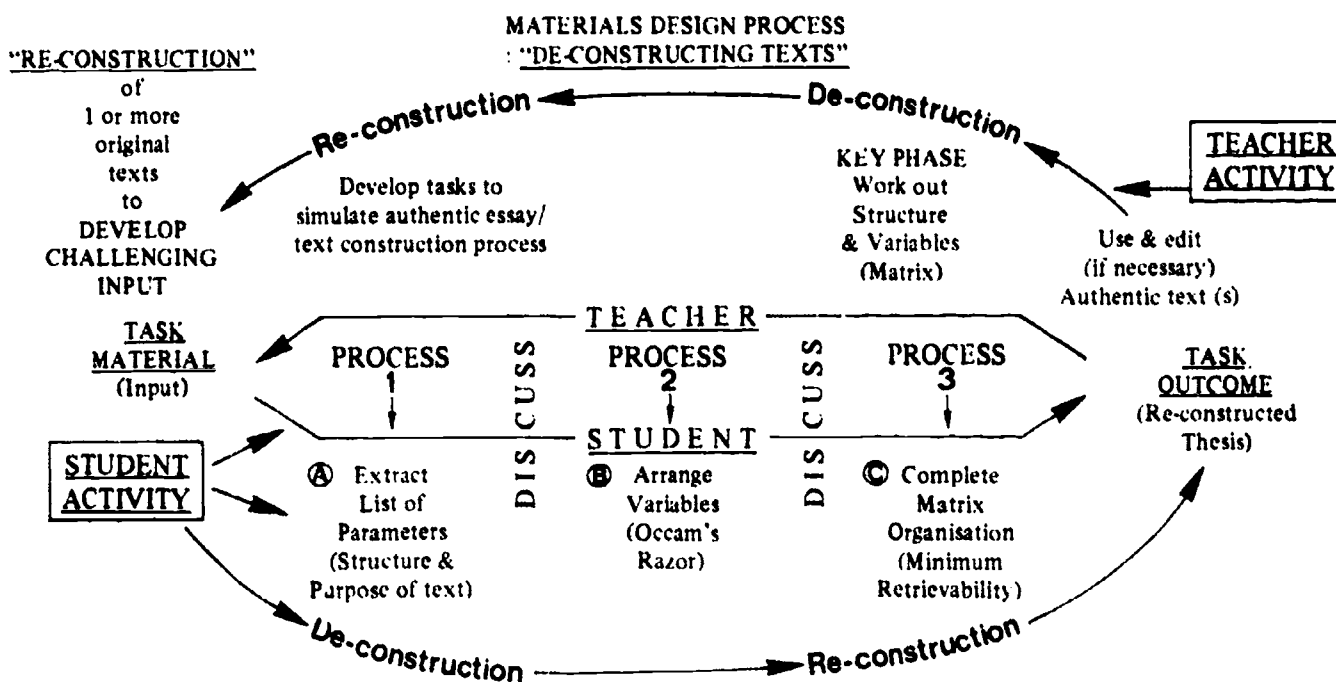 MATERIALS DESIGN PROCESS
: "DE-CONSTRUCTING TEXTS"
"RE-CONSTRUCTION"
of
1 or more
original
texts
to
DEVELOP
CHALLENGING
INPUT
Re-construction
De-construction
TEACHER
ACTIVITY
Develop tasks to
simulate authentic essay/
text construction process
KEY PHASE
Work out
Structure
& Variables
(Matrix)
Use & edit
(if necessary)
Authentic text (s)
TASK
MATERIAL
(Input)
TEACHER
PROCESS
1
DISCUSS
PROCESS
2
DISCUSS
PROCESS
3
TASK
OUTCOME
(Re-constructed
Thesis)
STUDENT
STUDENT
ACTIVITY
A Extract
List of
Parameters
(Structure &
Purpose of text)
B Arrange
Variables
(Occam's
Razor)
C Complete
Matrix
Organisation
(Minimum
Retrievability)
De-construction
Re-construction